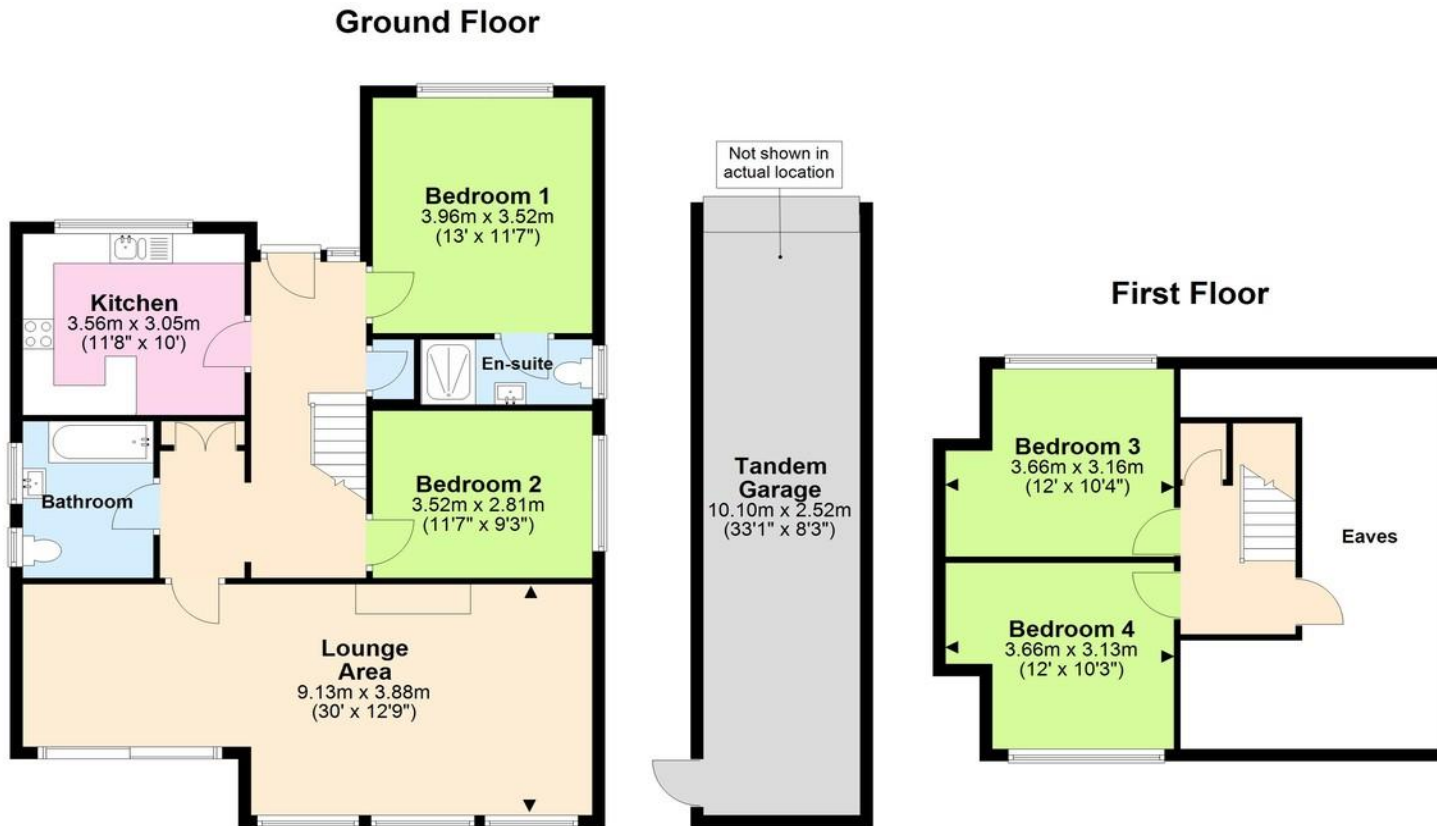 Ground Floor
Bedroom 1
3.96m x 3.52m
(13' x 11'7")
Kitchen
3.56m x 3.05m
(11'8" x 10')
En-suite
Bathroom
Bedroom 2
3.52m x 2.81m
(11'7" x 9'3")
Lounge
Area
9.13m x 3.88m
(30' x 12'9")
Not shown in
actual location
Tandem
Garage
10.10m x 2.52m
(33'1" x 8'3")
First Floor
Bedroom 3
3.66m x 3.16m
(12' x 10'4")
Bedroom 4
3.66m x 3.13m
(12' x 10'3")
Eaves